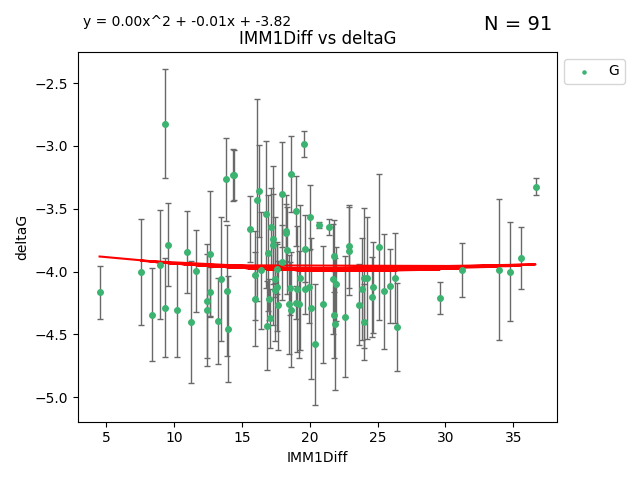 y = 0.00x^2 + -0.01x + -3.82
N = 91
IMM1Diff vs deltaG
G
deltaG
−2.5
−3.0
−3.5
−4.0
−4.5
−5.0
5 10 15 20 25 30 35
IMM1Diff